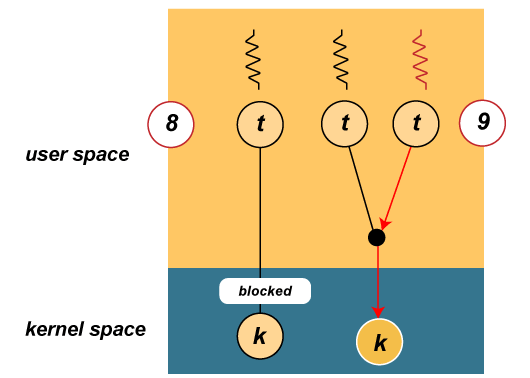 8
t
t
t
9
user space
blocked
kernel space
k
k